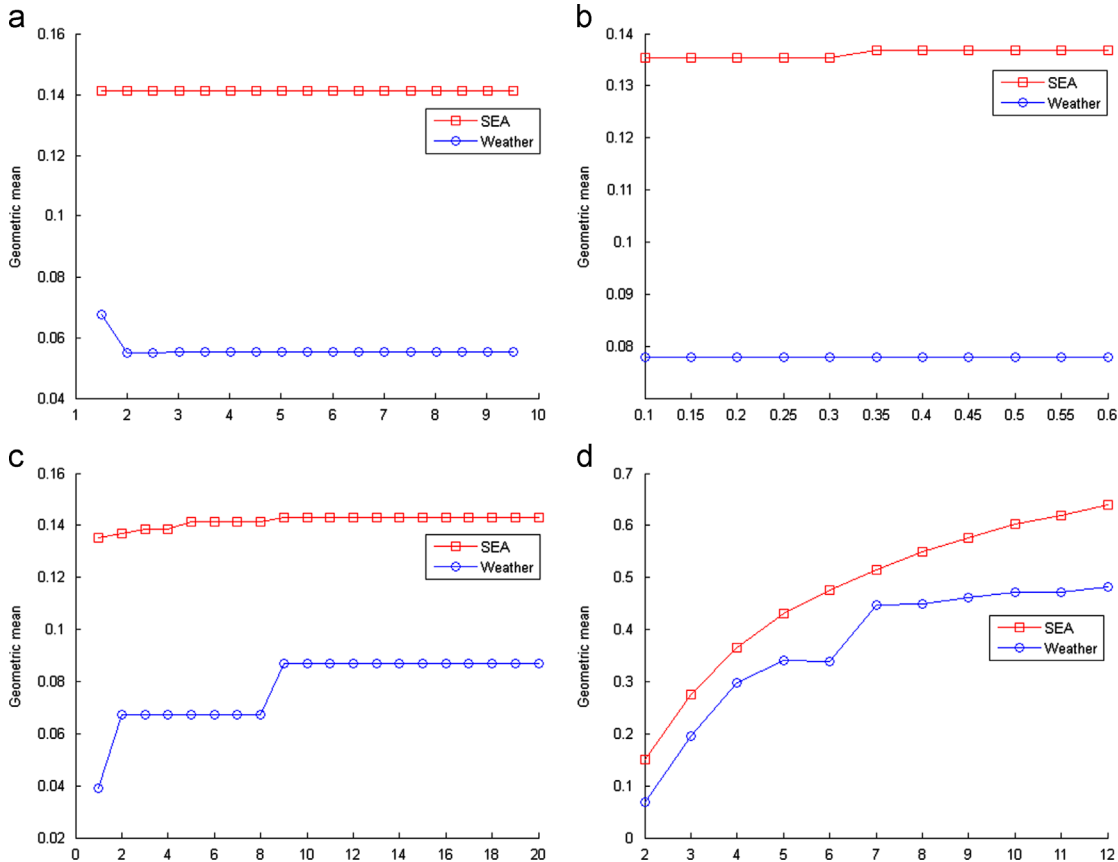 a
0.16
0.14
0.12
0.1
0.08
0.06
0.04
Geometric mean
SEA
Weather
1 2 3 4 5 6 7 8 9 10
b
0.14
0.13
0.12
0.11
0.1
0.09
0.08
Geometric mean
SEA
Weather
0.1 0.15 0.2 0.25 0.3 0.35 0.4 0.45 0.5 0.55 0.6
c
0.16
0.14
0.12
0.1
0.08
0.06
0.04
0.02
Geometric mean
SEA
Weather
0 2 4 6 8 10 12 14 16 18 20
d
0.7
0.6
0.5
0.4
0.3
0.2
0.1
0
Geometric mean
SEA
Weather
2 3 4 5 6 7 8 9 10 11 12